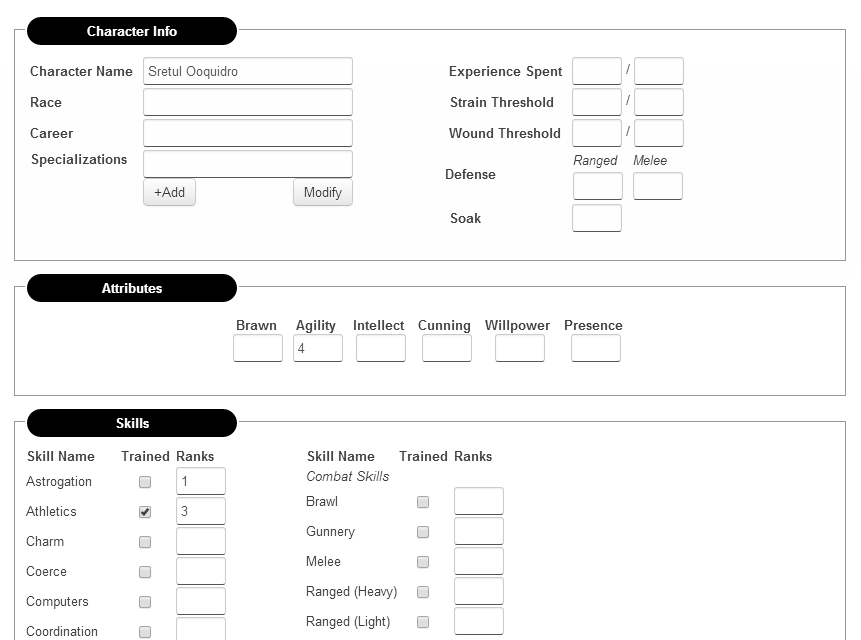 Character Info
Character Name Sretul Ooquidro Experience Spent /
Race Strain Threshold /
Career Wound Threshold /
Specializations Ranged Melee
Defense
+Add Modify
Soak
Attributes
Brawn Agility Intellect Cunning Willpower Presence
4
Skills
Skill Name Trained Ranks Skill Name Trained Ranks
Combat Skills
Astrogation 1
Brawl
Athletics 3
Gunnery
Charm
Melee
Coerce
Ranged (Heavy)
Computers
Ranged (Light)
Coordination